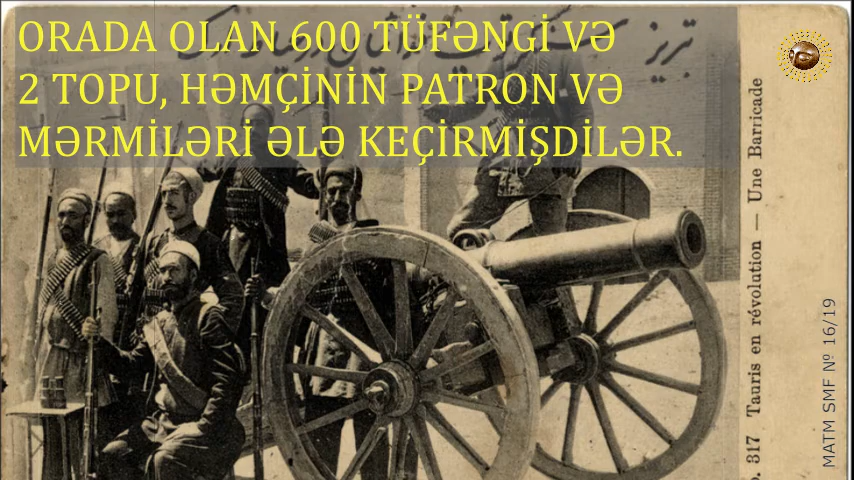 ORADA OLAN 600 TÜFƏNGİ VƏ
2 TOPU, HƏMÇİNİN PATRON VƏ
MƏRMİLƏRİ ƏLƏ KEÇİRMİŞDİLƏR.
تبریز
317 Tauris en révolution — Une Barricade
MATM SMF № 16/19